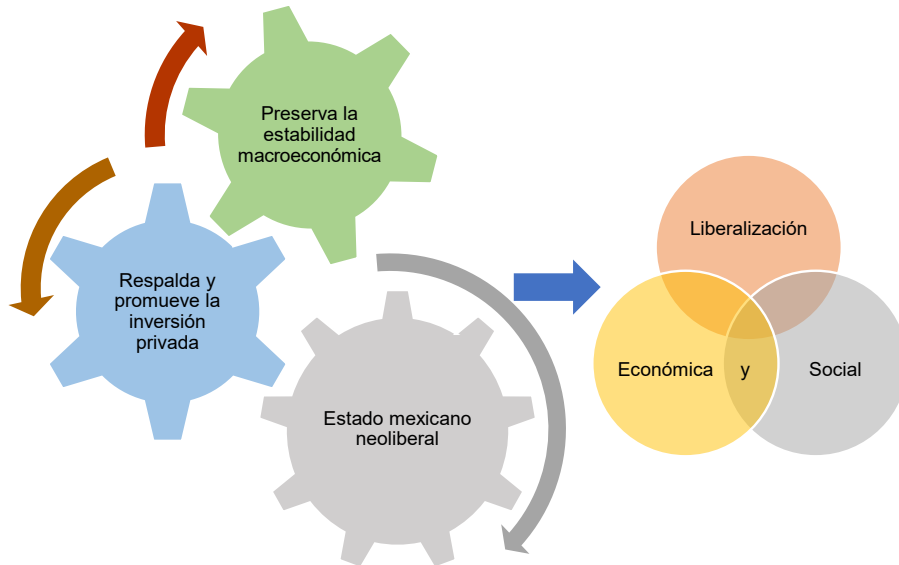 Preserva la
estabilidad
macroeconómica
Respalda y
promueve la
inversión
privada
Estado mexicano
neoliberal
Liberalización
Económica
y
Social